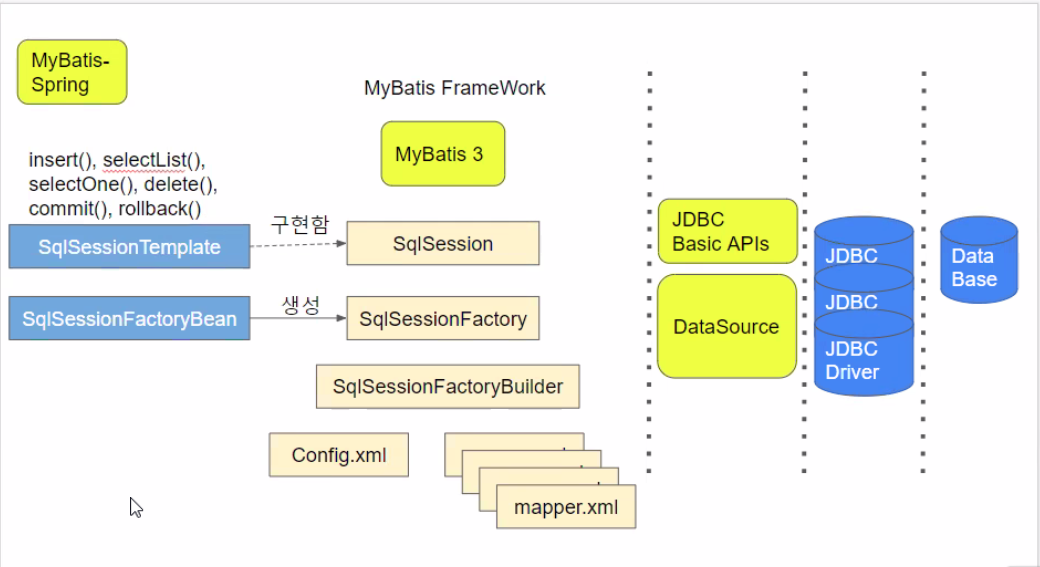 MyBatis-
Spring
MyBatis FrameWork
MyBatis 3
insert(), selectList(),
selectOne(), delete(),
commit(), rollback()
SqlSessionTemplate
구현함
SqlSession
SqlSessionFactoryBean
생성
SqlSessionFactory
SqlSessionFactoryBuilder
Config.xml
mapper.xml
JDBC
Basic APIs
DataSource
JDBC
JDBC
JDBC
Driver
Data
Base